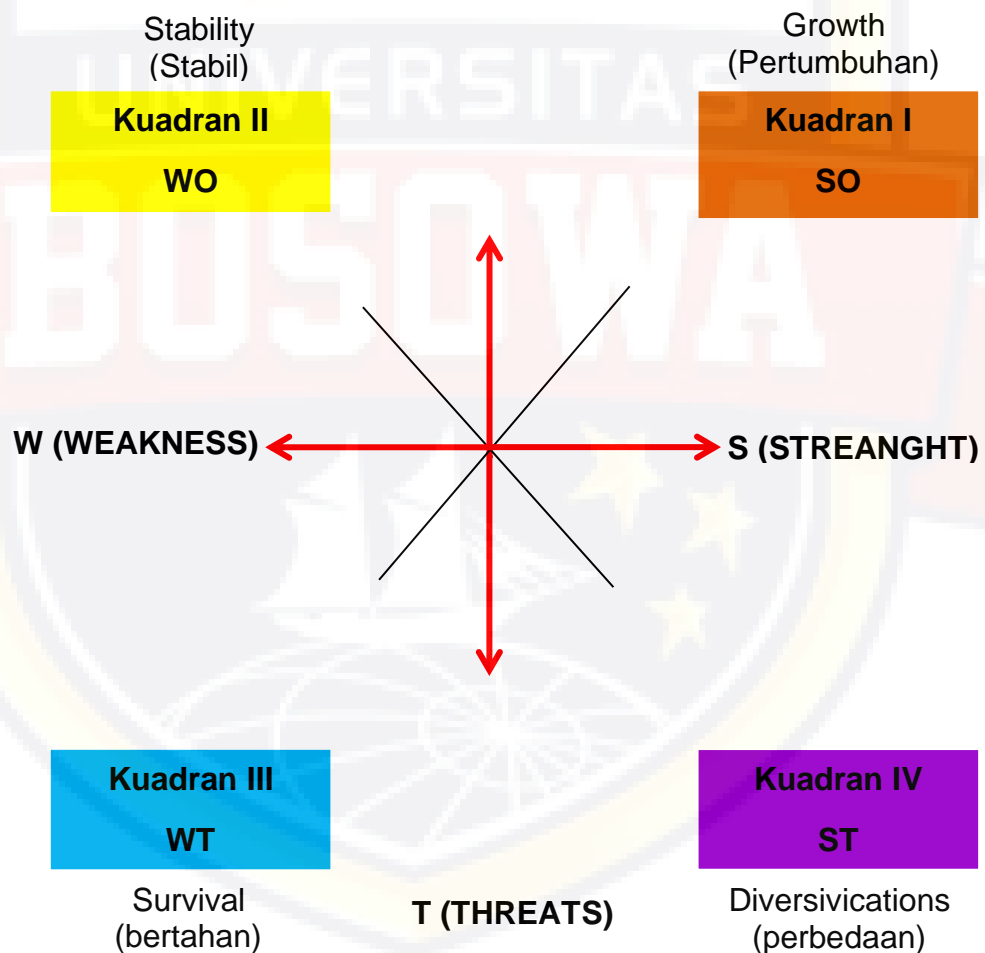 Stability
(Stabil)
Growth
(Pertumbuhan)
UNIVERSITAS
Kuadran II
WO
Kuadran I
SO
BOSOWA
W (WEAKNESS)
S (STREANGHT)
Kuadran III
WT
Kuadran IV
ST
Survival
(bertahan)
T (THREATS)
Diversivications
(perbedaan)